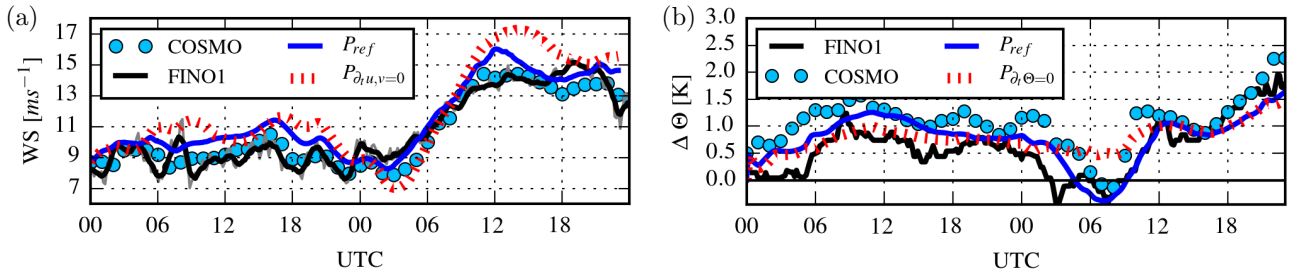 (a)
WS [ms⁻¹]
17
15
13
11
9
7
COSMO
FINO1
P_ref
P_∂ₜu,v=0
00 06 12 18 00 06 12 18
UTC
(b)
Δ Θ [K]
3.0
2.5
2.0
1.5
1.0
0.5
0.0
FINO1
COSMO
P_ref
P_∂ₜΘ=0
00 06 12 18 00 06 12 18
UTC